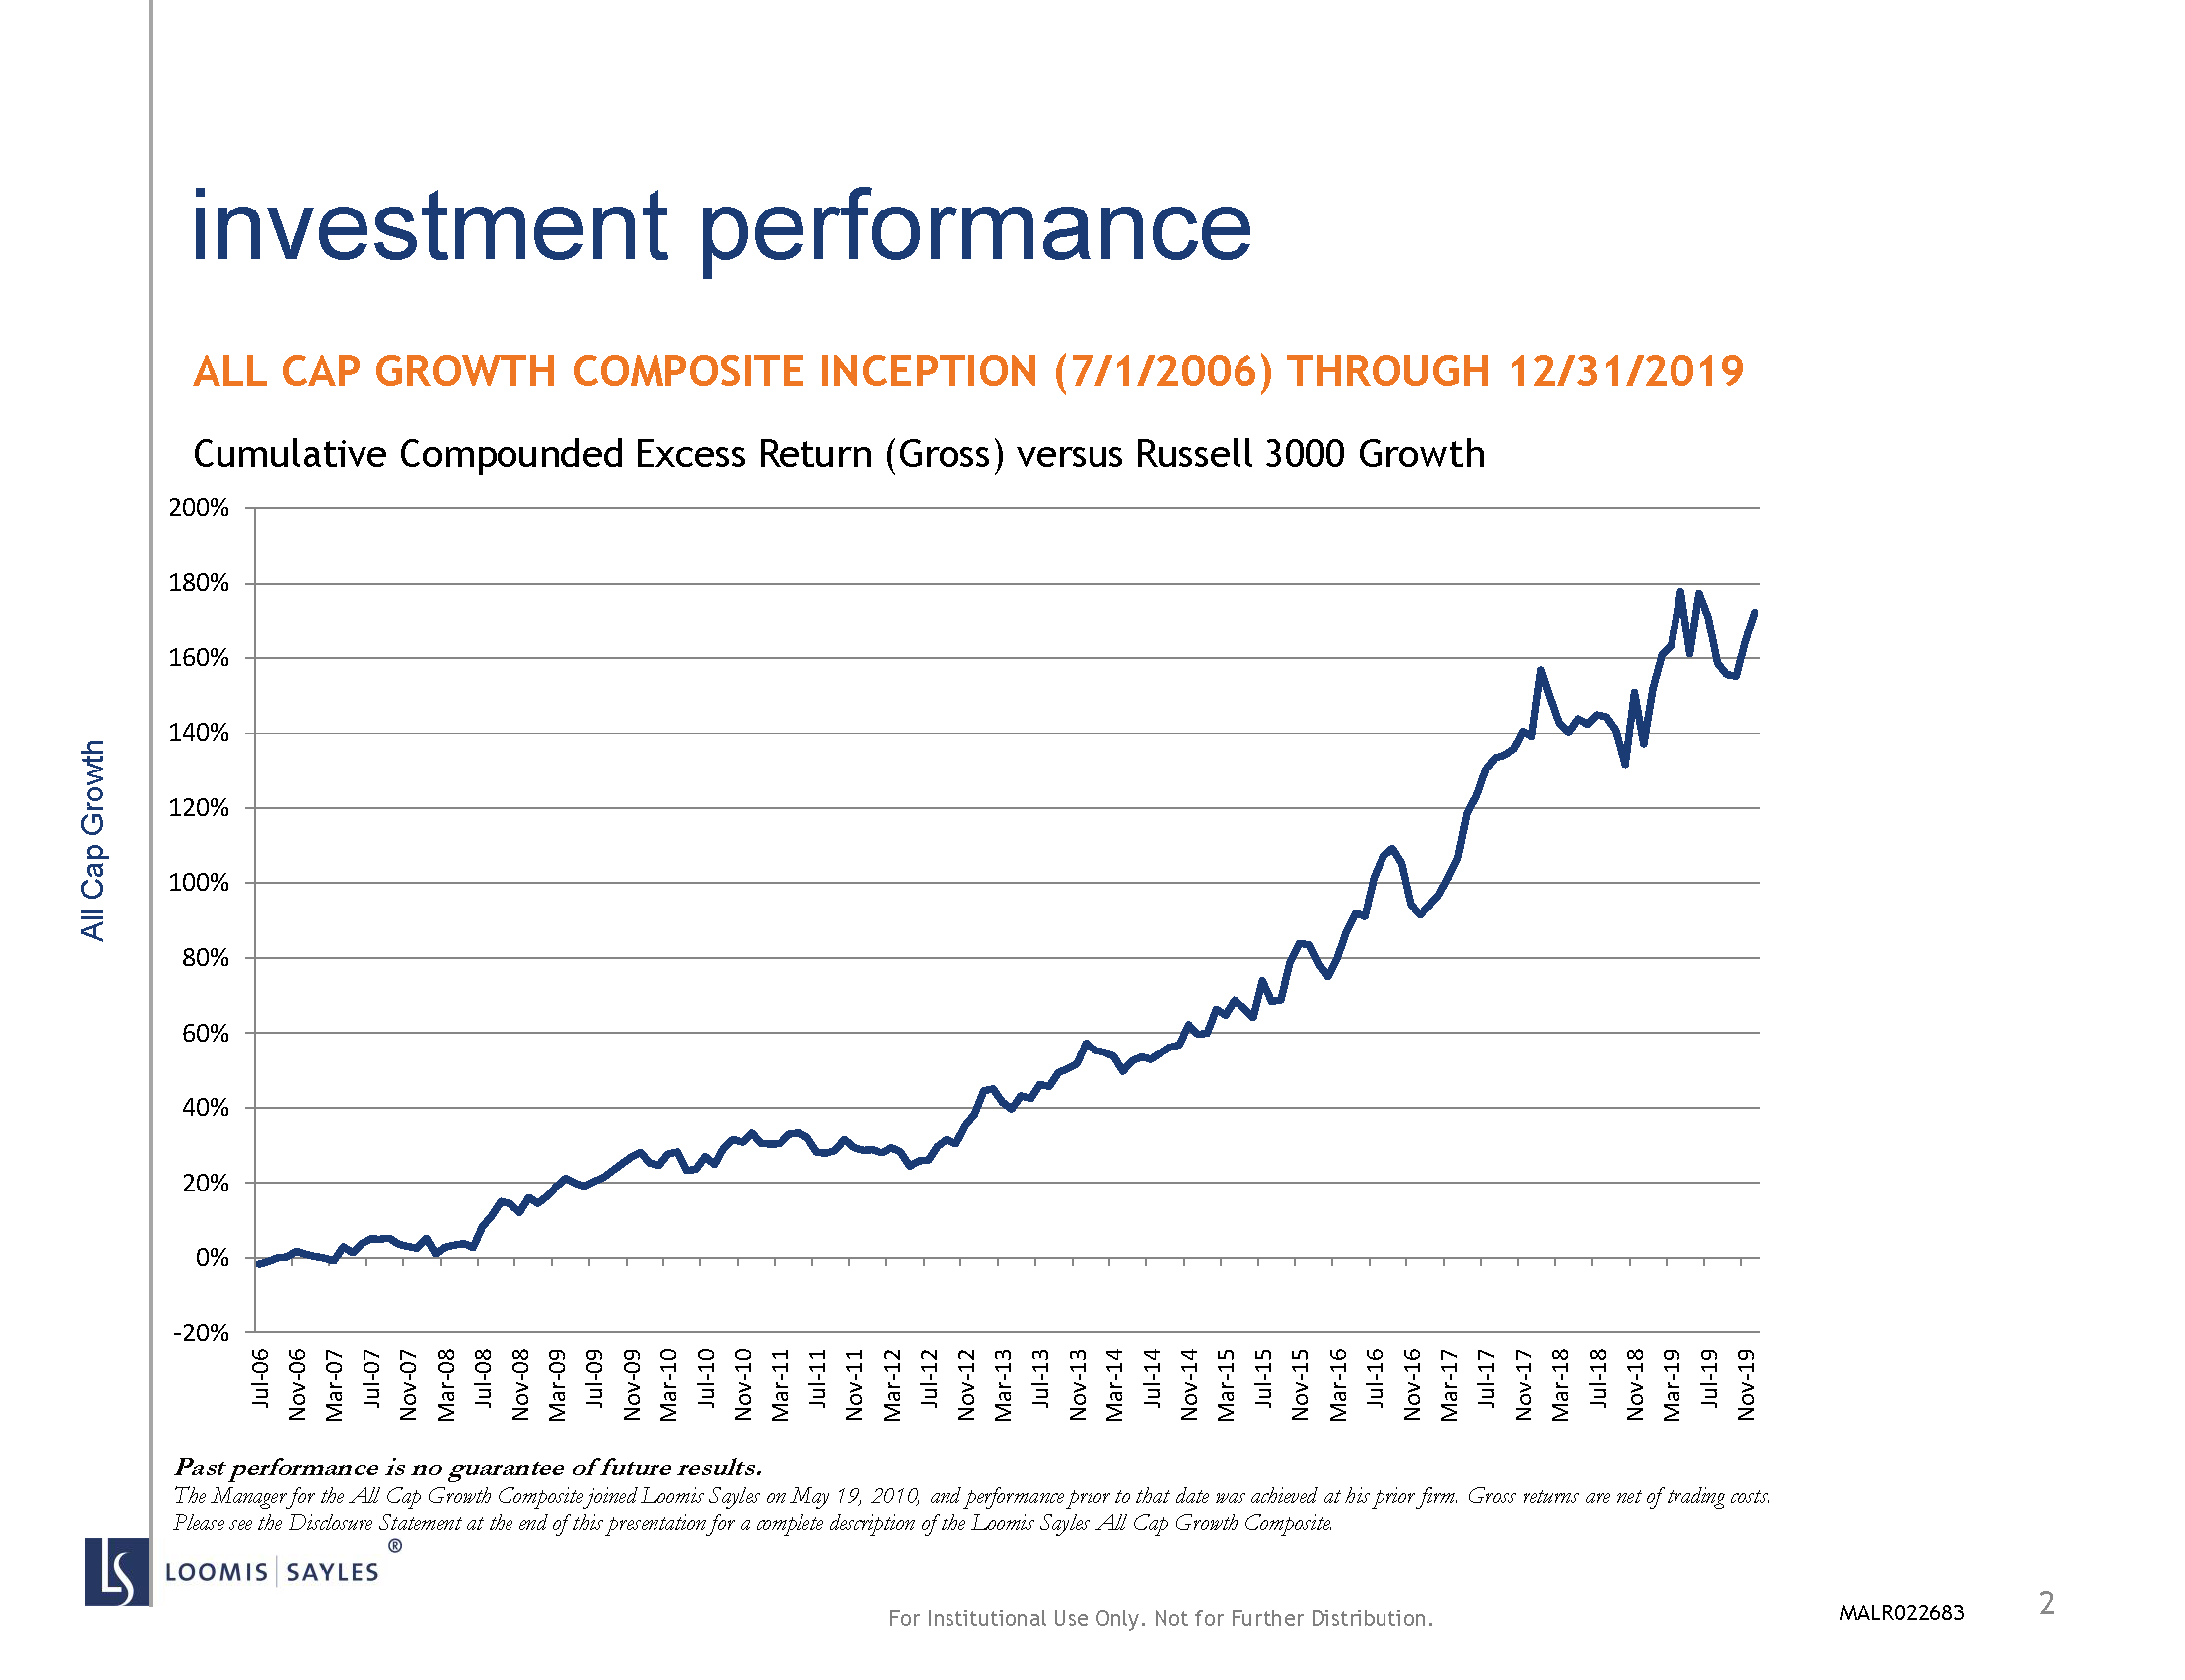 investment performance
ALL CAP GROWTH COMPOSITE INCEPTION (7/1/2006) THROUGH 12/31/2019
Cumulative Compounded Excess Return (Gross) versus Russell 3000 Growth
200%
180%
160%
140%
120%
100%
80%
60%
40%
20%
0%
-20%
Jul-06
Nov-06
Mar-07
Jul-07
Nov-07
Mar-08
Jul-08
Nov-08
Mar-09
Jul-09
Nov-09
Mar-10
Jul-10
Nov-10
Mar-11
Jul-11
Nov-11
Mar-12
Jul-12
Nov-12
Mar-13
Jul-13
Nov-13
Mar-14
Jul-14
Nov-14
Mar-15
Jul-15
Nov-15
Mar-16
Jul-16
Nov-16
Mar-17
Jul-17
Nov-17
Mar-18
Jul-18
Nov-18
Mar-19
Jul-19
Nov-19
All Cap Growth
Past performance is no guarantee of future results.
The Manager for the All Cap Growth Composite joined Loomis Sayles on May 19, 2010, and performance prior to that date was achieved at his prior firm. Gross returns are net of trading costs.
Please see the Disclosure Statement at the end of this presentation for a complete description of the Loomis Sayles All Cap Growth Composite.
LS LOOMIS | SAYLES ®
For Institutional Use Only. Not for Further Distribution.
MALR022683
2